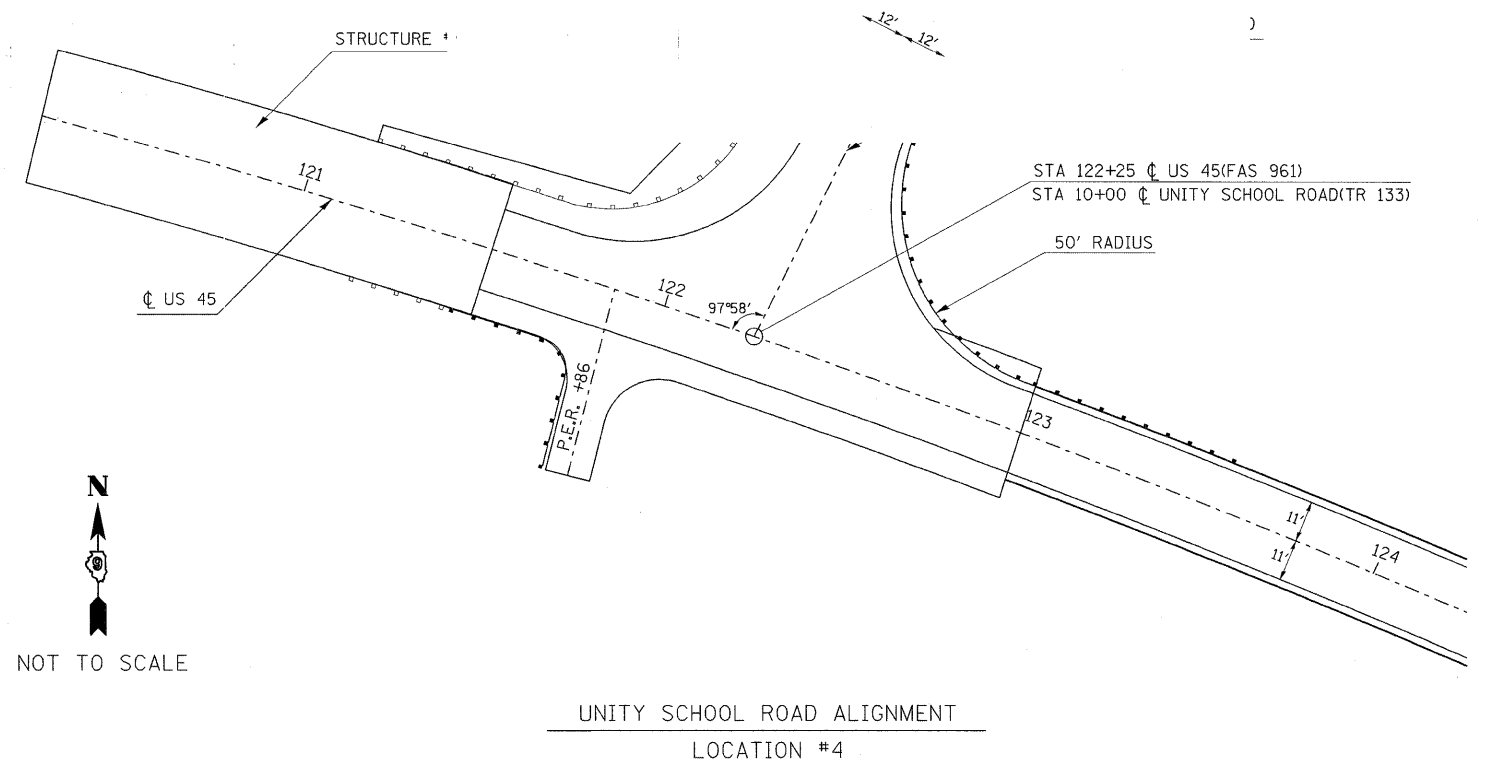 12'
12'
STRUCTURE #
121
STA 122+25 ℄ US 45(FAS 961)
STA 10+00 ℄ UNITY SCHOOL ROAD(TR 133)
50' RADIUS
℄ US 45
122
97°58'
P.E.R. +86
123
11'
11'
124
N
9
NOT TO SCALE
UNITY SCHOOL ROAD ALIGNMENT
LOCATION #4